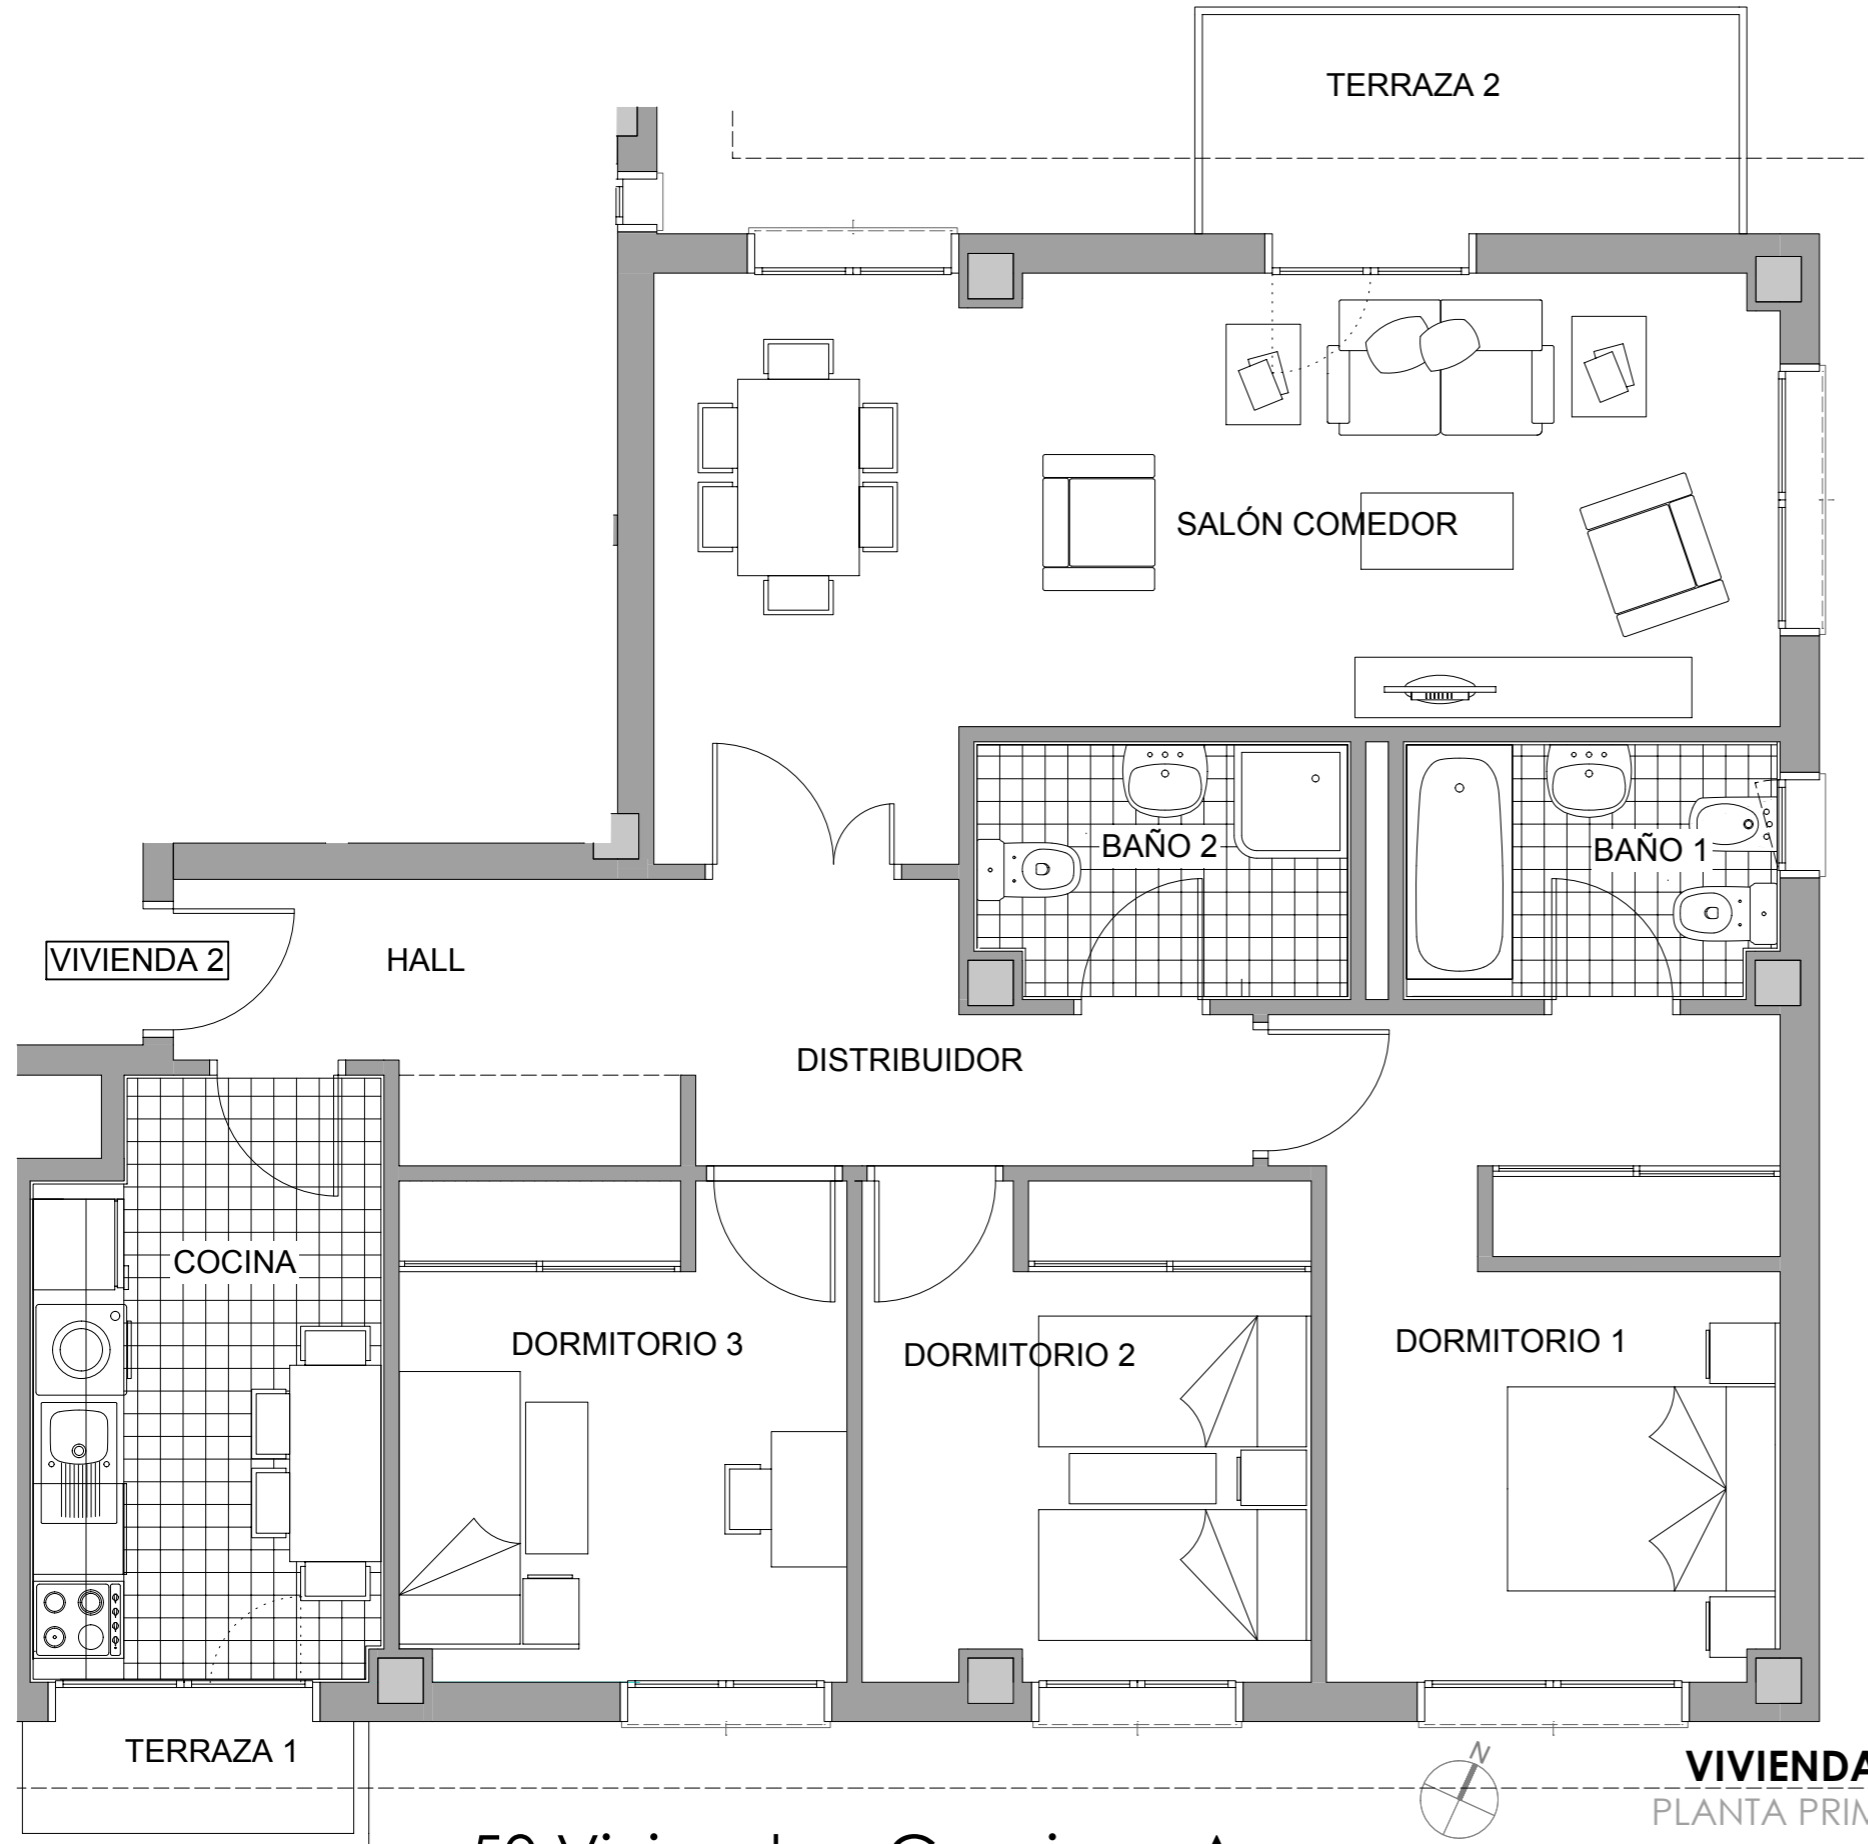 TERRAZA 2
SALÓN COMEDOR
BAÑO 2
BAÑO 1
VIVIENDA 2
HALL
DISTRIBUIDOR
COCINA
DORMITORIO 3
DORMITORIO 2
DORMITORIO 1
TERRAZA 1
N
VIVIENDA
PLANTA PRIM